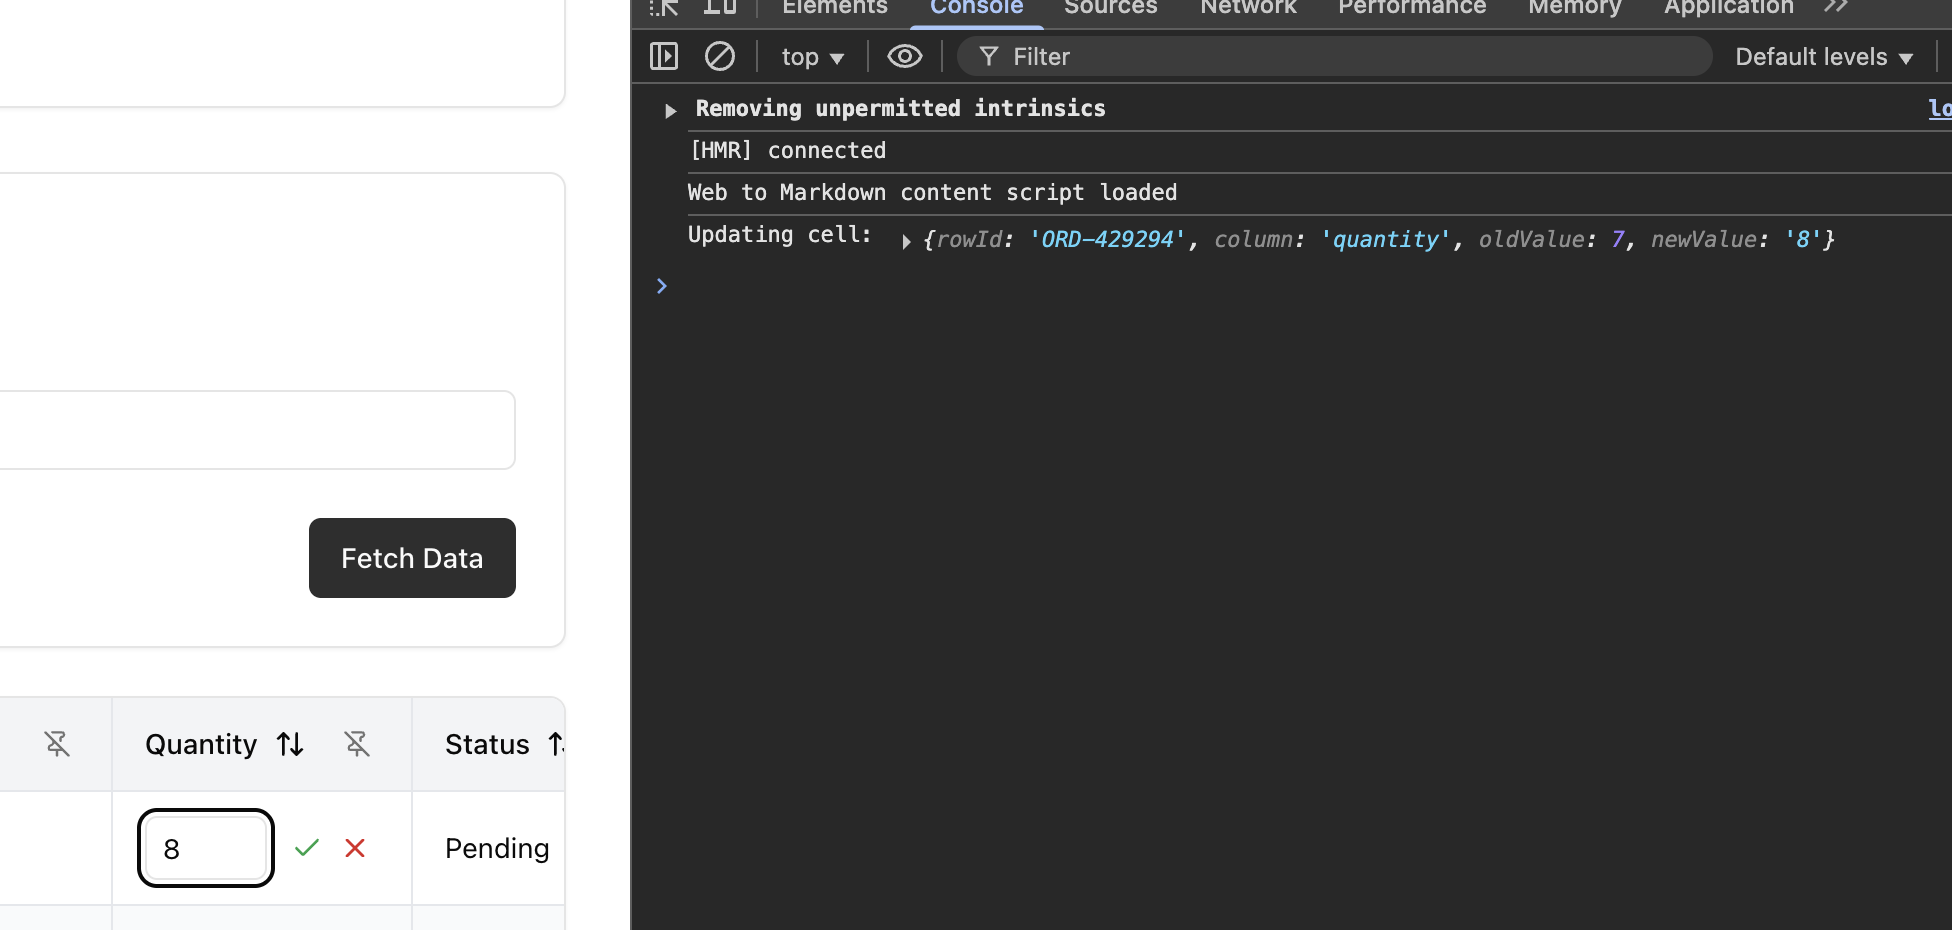 Fetch Data
Quantity
Status
8
Pending
Elements Console Sources Network Performance Memory Application
top
Filter
Default levels
Removing unpermitted intrinsics
[HMR] connected
Web to Markdown content script loaded
Updating cell: {rowId: 'ORD-429294', column: 'quantity', oldValue: 7, newValue: '8'}